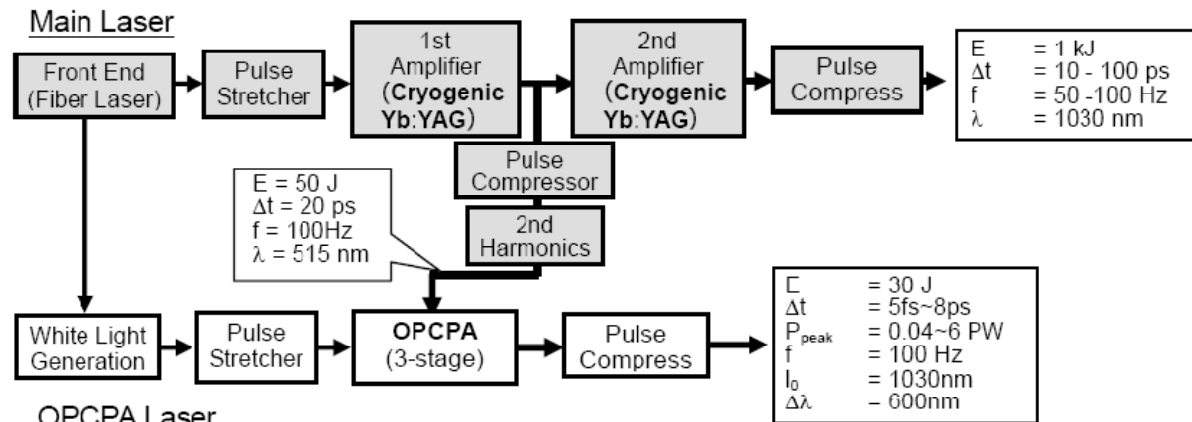 Main Laser
Front End
(Fiber Laser)
Pulse
Stretcher
1st
Amplifier
(Cryogenic
Yb:YAG)
2nd
Amplifier
(Cryogenic
Yb:YAG)
Pulse
Compress
E = 1 kJ
Δt = 10 - 100 ps
f = 50 -100 Hz
λ = 1030 nm
Pulse
Compressor
2nd
Harmonics
E = 50 J
Δt = 20 ps
f = 100Hz
λ = 515 nm
White Light
Generation
Pulse
Stretcher
OPCPA
(3-stage)
Pulse
Compress
E = 30 J
Δt = 5fs~8ps
Ppeak = 0.04~6 PW
f = 100 Hz
l0 = 1030nm
Δλ = 600nm
OPCPA Laser